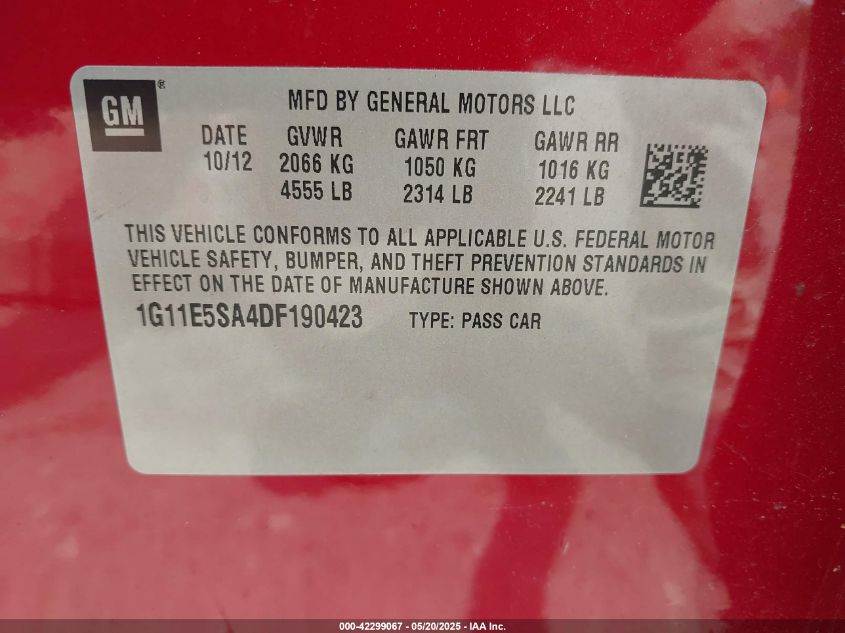 GM®
MFD BY GENERAL MOTORS LLC
DATE GVWR GAWR FRT GAWR RR
10/12 2066 KG 1050 KG 1016 KG
4555 LB 2314 LB 2241 LB
THIS VEHICLE CONFORMS TO ALL APPLICABLE U.S. FEDERAL MOTOR
VEHICLE SAFETY, BUMPER, AND THEFT PREVENTION STANDARDS IN
EFFECT ON THE DATE OF MANUFACTURE SHOWN ABOVE.
1G11E5SA4DF190423 TYPE: PASS CAR
000-42299067 - 05/20/2025 - IAA Inc.